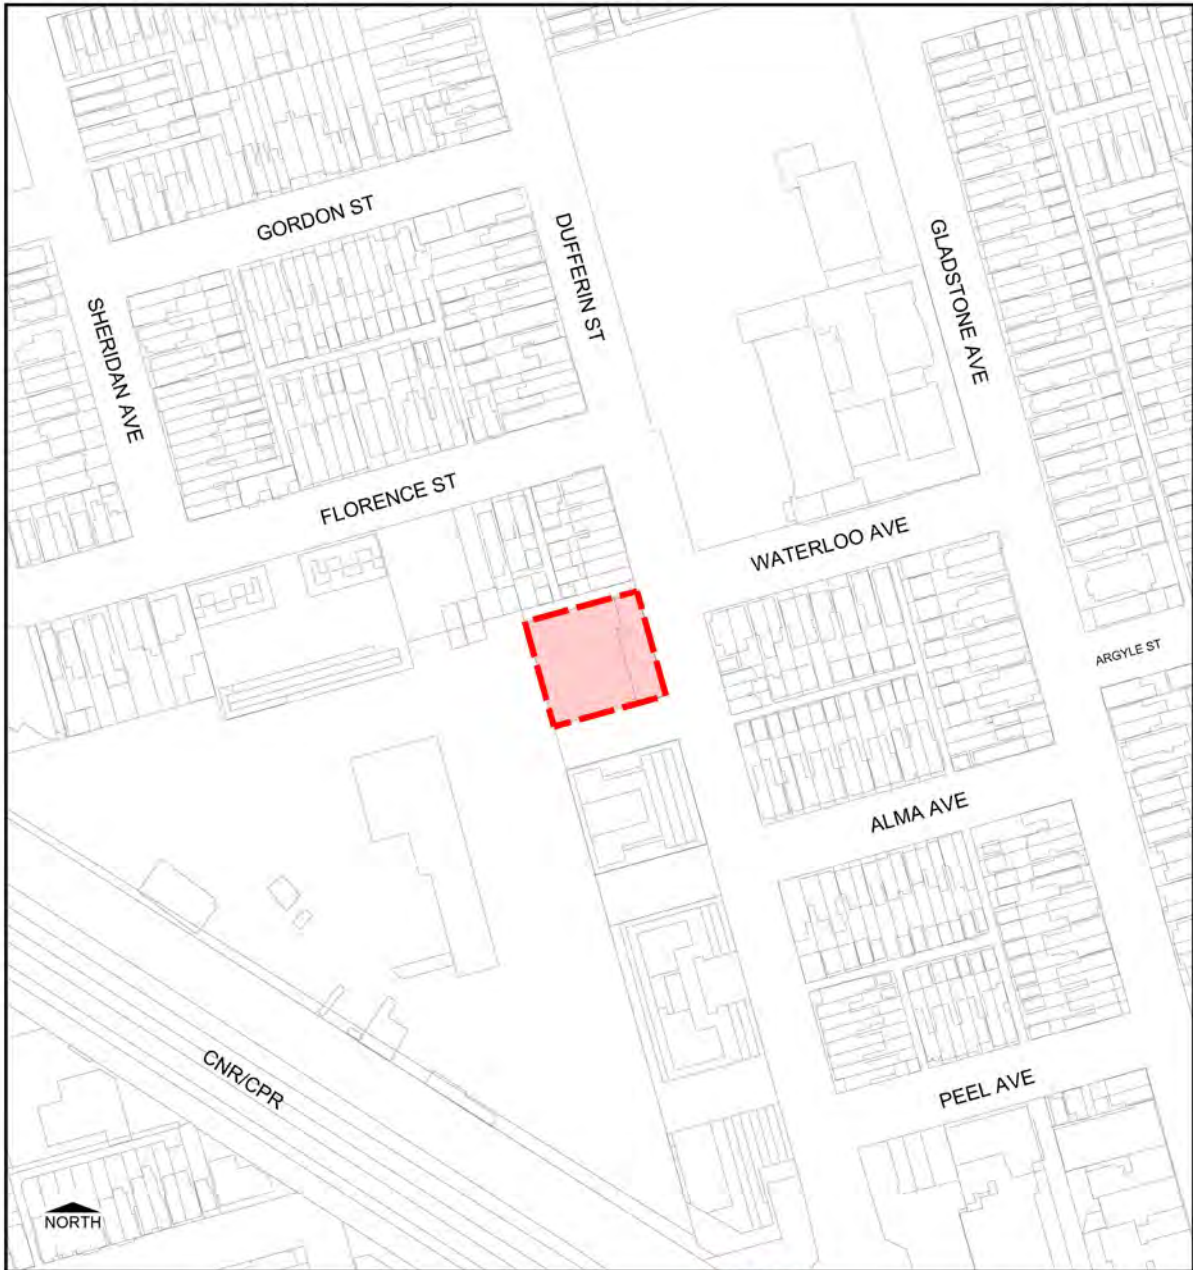 GORDON ST
DUFFERIN ST
GLADSTONE AVE
SHERIDAN AVE
FLORENCE ST
WATERLOO AVE
ARGYLE ST
ALMA AVE
CNR/CPR
PEEL AVE
NORTH